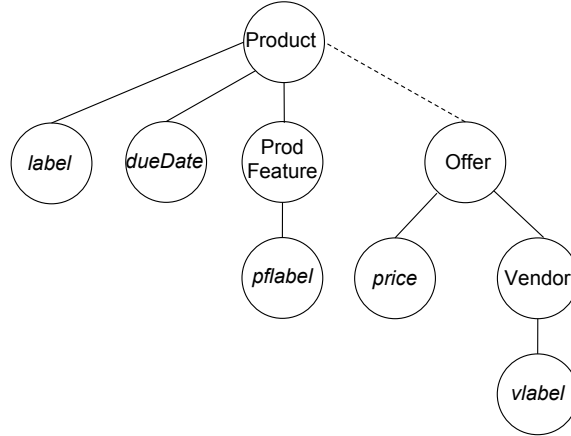 Product
label
dueDate
Prod
Feature
Offer
pflabel
price
Vendor
vlabel